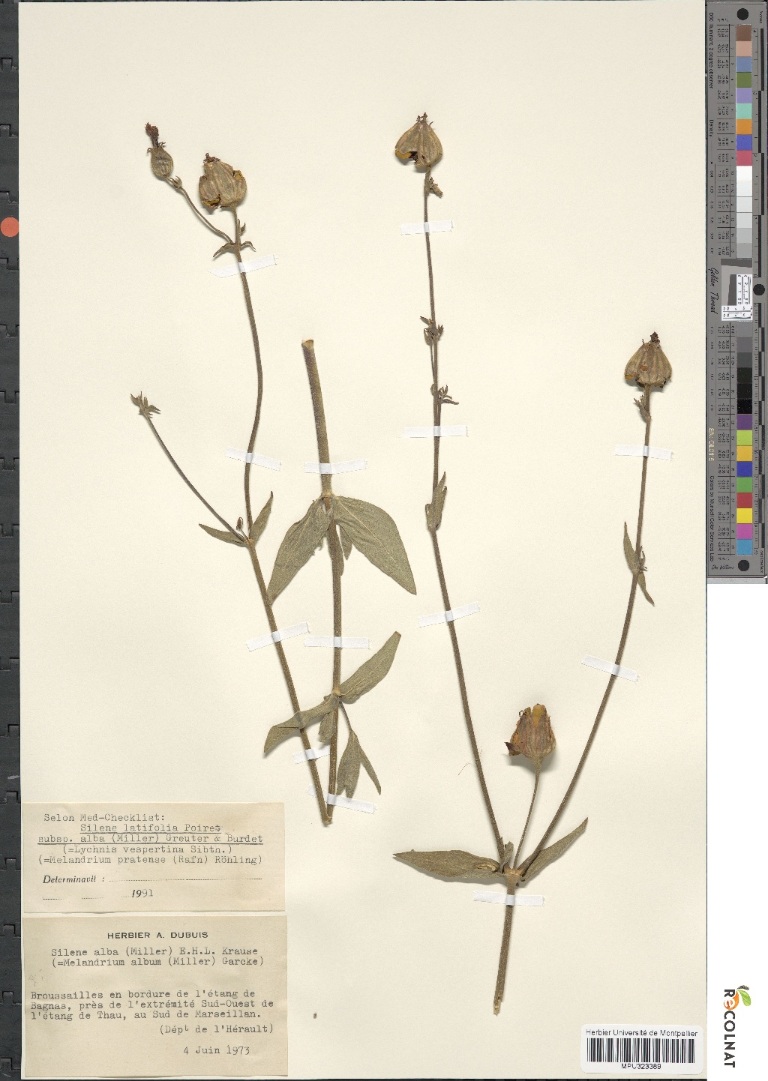 Selon Med-Checklist:
Silene latifolia Poiret
subsp. alba (Miller) Greuter & Burdet
(=Lychnis vespertina Sibth.)
(=Melandrium pratense (Rafn) Röhling)
Determinavit :
1991
HERBIER A. DUBUIS
Silene alba (Miller) E.H.L. Krause
(=Melandrium album (Miller) Garcke)
Broussailles en bordure de l'étang de
Bagnas, près de l'extrémité Sud-Ouest de
l'étang de Thau, au Sud de Marseillan.
(Dépt de l'Hérault)
4 Juin 1973
Herbier Université de Montpellier
MPU323389
ReCOLNAT